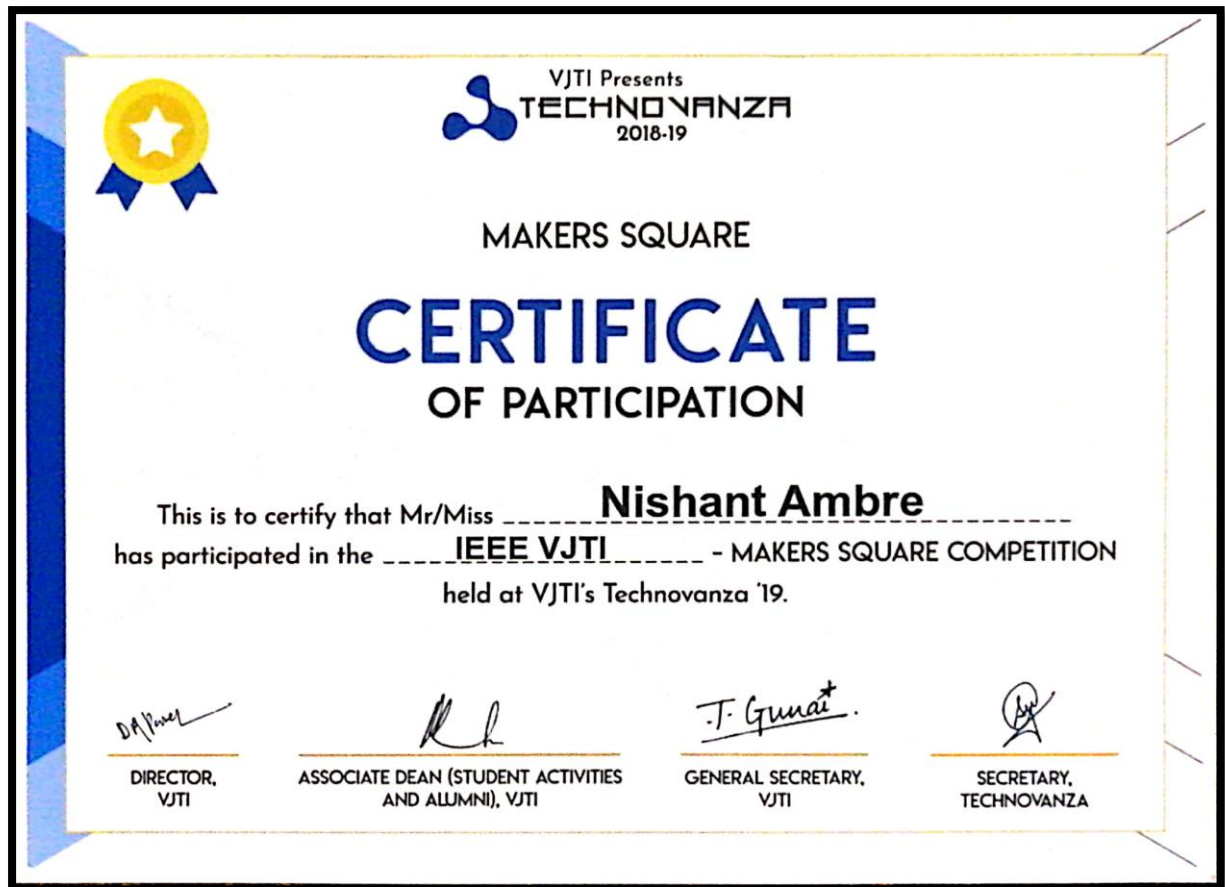 VJTI Presents
TECHNOVANZA
2018-19
MAKERS SQUARE
CERTIFICATE
OF PARTICIPATION
This is to certify that Mr/Miss Nishant Ambre
has participated in the IEEE VJTI - MAKERS SQUARE COMPETITION
held at VJTI's Technovanza '19.
T. Gunai
DIRECTOR,
VJTI
ASSOCIATE DEAN (STUDENT ACTIVITIES
AND ALUMNI), VJTI
GENERAL SECRETARY,
VJTI
SECRETARY,
TECHNOVANZA